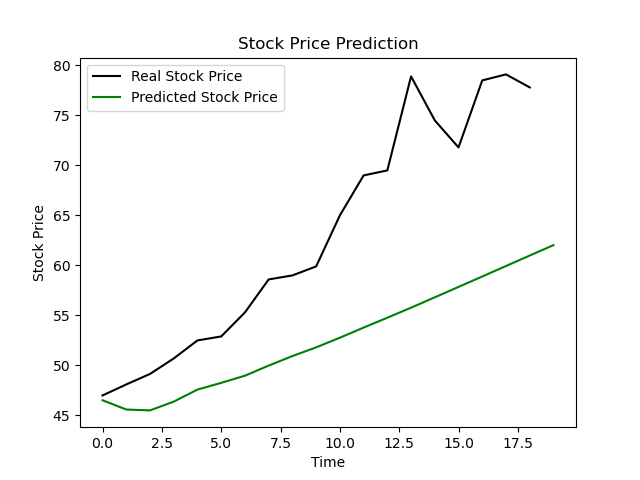 Stock Price Prediction
Real Stock Price
Predicted Stock Price
80
75
70
65
60
55
50
45
Stock Price
0.0 2.5 5.0 7.5 10.0 12.5 15.0 17.5
Time